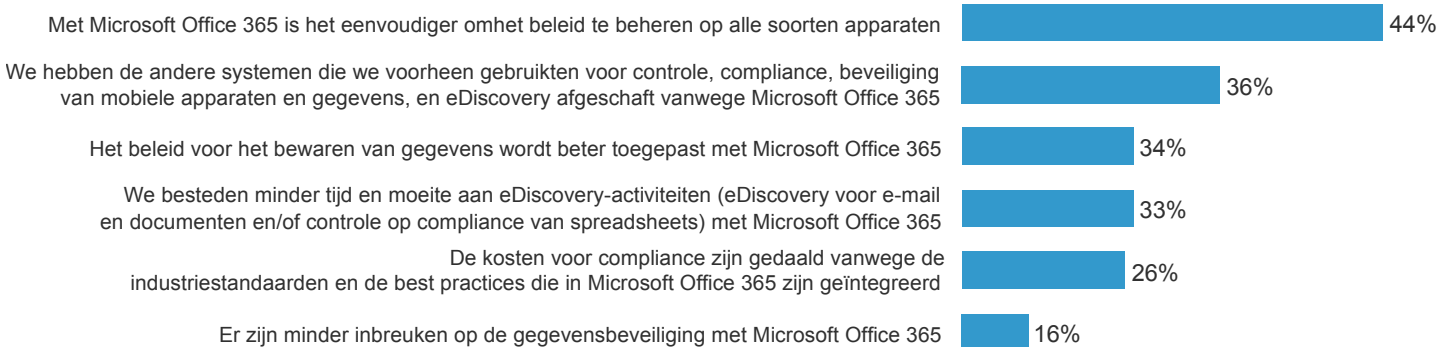 Met Microsoft Office 365 is het eenvoudiger omhet beleid te beheren op alle soorten apparaten
44%
We hebben de andere systemen die we voorheen gebruikten voor controle, compliance, beveiliging
van mobiele apparaten en gegevens, en eDiscovery afgeschaft vanwege Microsoft Office 365
36%
Het beleid voor het bewaren van gegevens wordt beter toegepast met Microsoft Office 365
34%
We besteden minder tijd en moeite aan eDiscovery-activiteiten (eDiscovery voor e-mail
en documenten en/of controle op compliance van spreadsheets) met Microsoft Office 365
33%
De kosten voor compliance zijn gedaald vanwege de
industriestandaarden en de best practices die in Microsoft Office 365 zijn geïntegreerd
26%
Er zijn minder inbreuken op de gegevensbeveiliging met Microsoft Office 365
16%